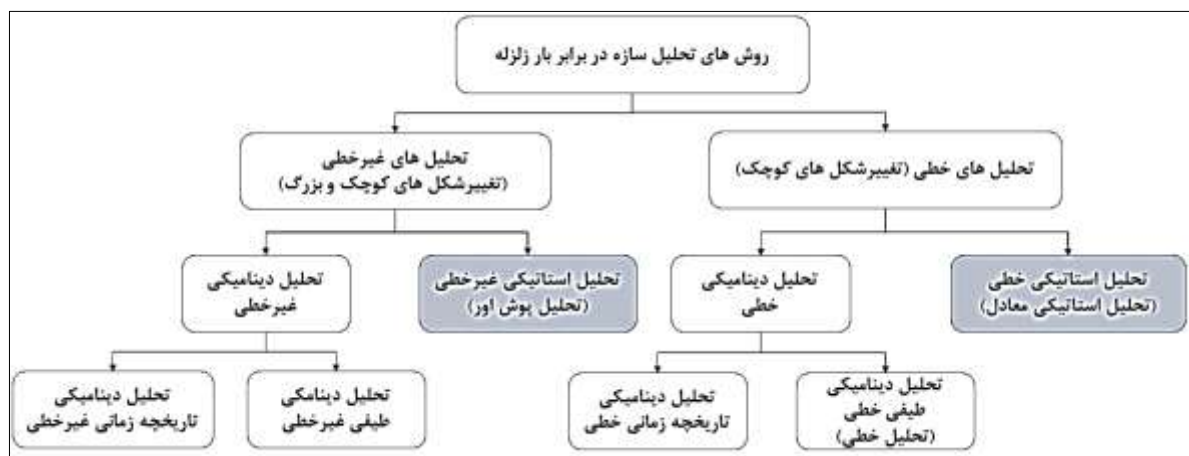 روش های تحلیل سازه در برابر بار زلزله
تحلیل های خطی (تغییرشکل های کوچک)
تحلیل های غیرخطی
(تغییرشکل های کوچک و بزرگ)
تحلیل استاتیکی خطی
(تحلیل استاتیکی معادل)
تحلیل دینامیکی
خطی
تحلیل استاتیکی غیرخطی
(تحلیل پوش اور)
تحلیل دینامیکی
غیرخطی
تحلیل دینامیکی
طیفی خطی
(تحلیل خطی)
تحلیل دینامیکی
تاریخچه زمانی خطی
تحلیل دینامکی
طیفی غیرخطی
تحلیل دینامیکی
تاریخچه زمانی غیرخطی